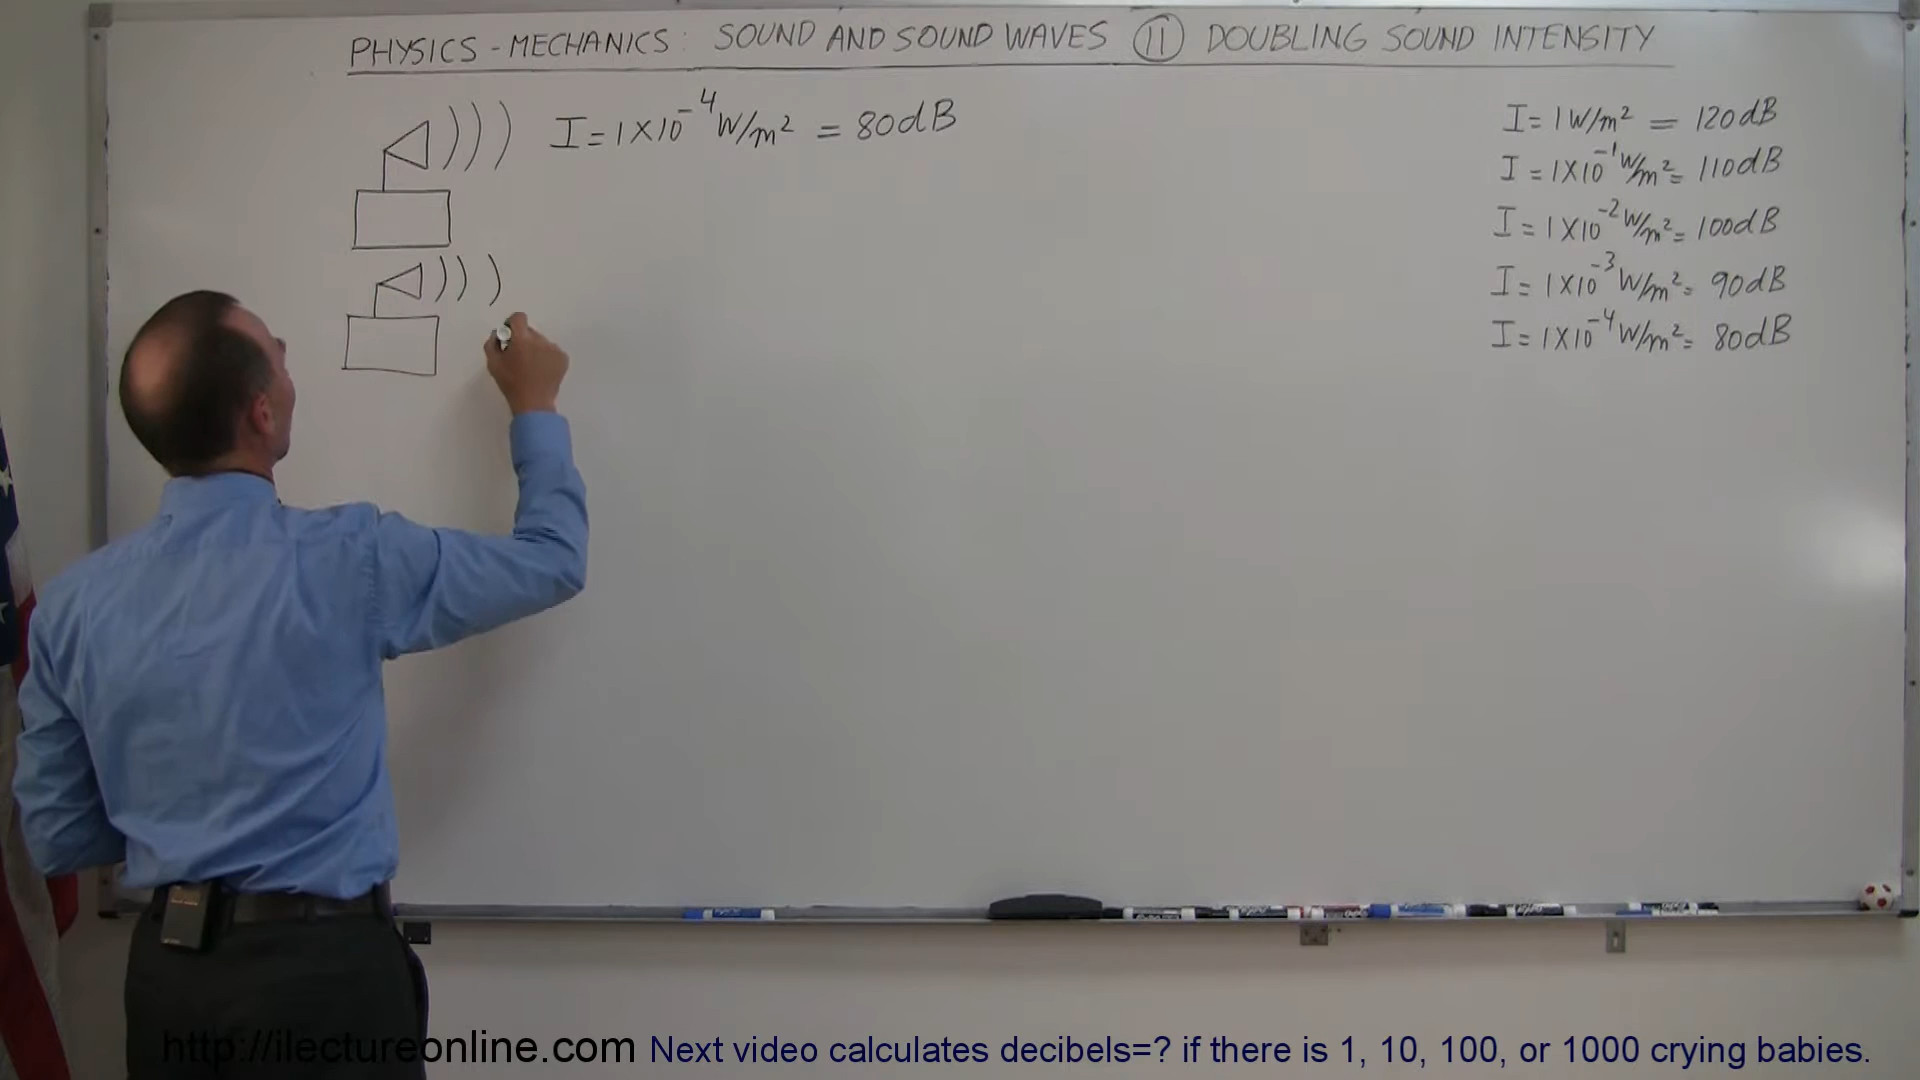 PHYSICS - MECHANICS: SOUND AND SOUND WAVES 11 DOUBLING SOUND INTENSITY
I = 1 X 10⁻⁴ W/m² = 80dB
I = 1 W/m² = 120dB
I = 1 X 10⁻¹ W/m² = 110dB
I = 1 X 10⁻² W/m² = 100dB
I = 1 X 10⁻³ W/m² = 90dB
I = 1 X 10⁻⁴ W/m² = 80dB
http://ilectureonline.com Next video calculates decibels=? if there is 1, 10, 100, or 1000 crying babies.